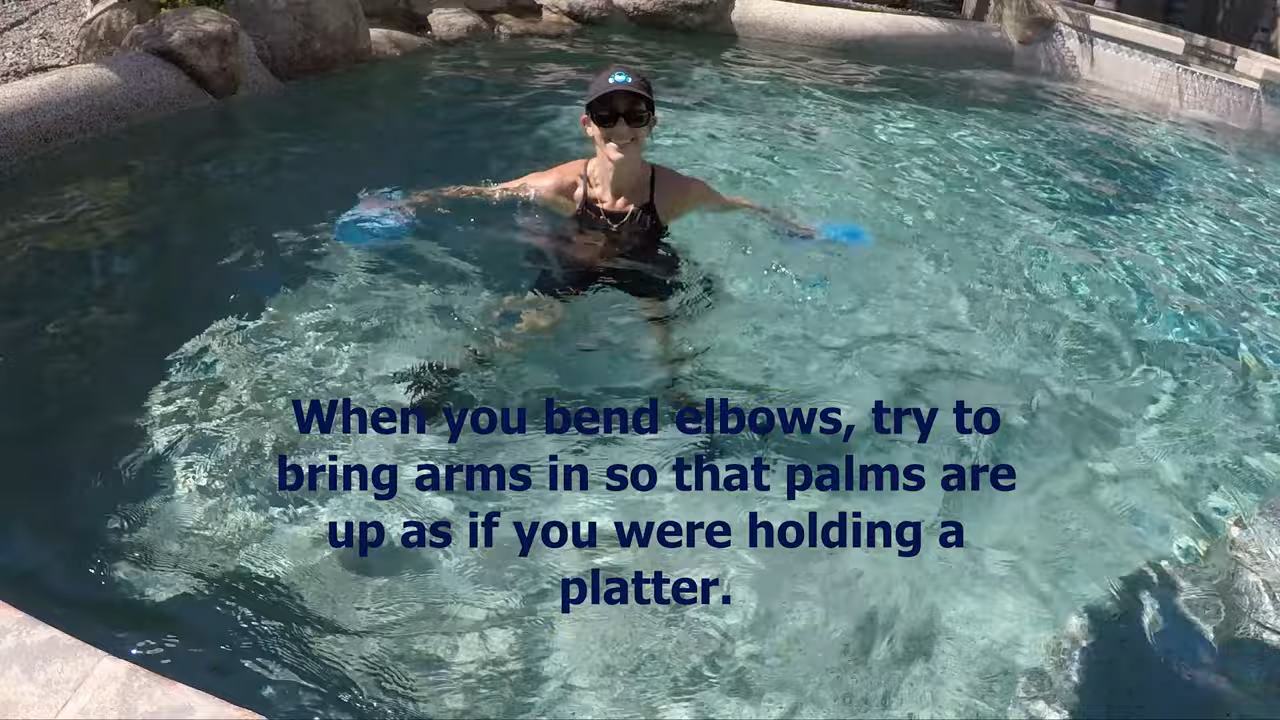 When you bend elbows, try to
bring arms in so that palms are
up as if you were holding a
platter.